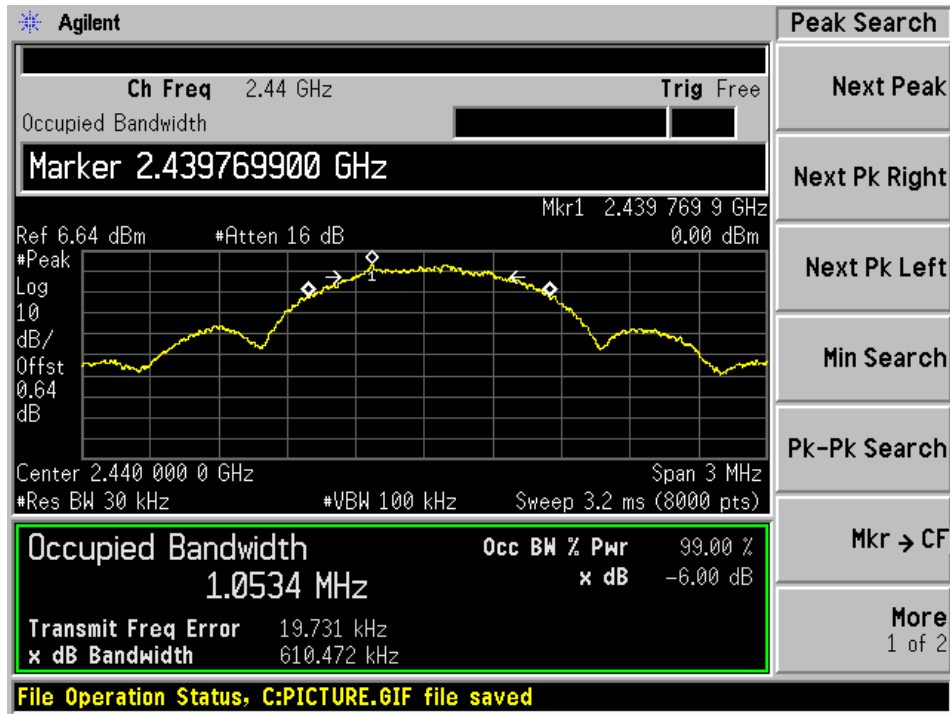 Agilent
Peak Search
Ch Freq 2.44 GHz Trig Free
Occupied Bandwidth
Marker 2.439769900 GHz
Mkr1 2.439 769 9 GHz
Ref 6.64 dBm #Atten 16 dB 0.00 dBm
#Peak
Log
10
dB/
Offst
0.64
dB
1
Center 2.440 000 0 GHz Span 3 MHz
#Res BW 30 kHz #VBW 100 kHz Sweep 3.2 ms (8000 pts)
Occupied Bandwidth Occ BW % Pwr 99.00 %
1.0534 MHz x dB -6.00 dB
Transmit Freq Error 19.731 kHz
x dB Bandwidth 610.472 kHz
File Operation Status, C:PICTURE.GIF file saved
Next Peak
Next Pk Right
Next Pk Left
Min Search
Pk-Pk Search
Mkr → CF
More
1 of 2